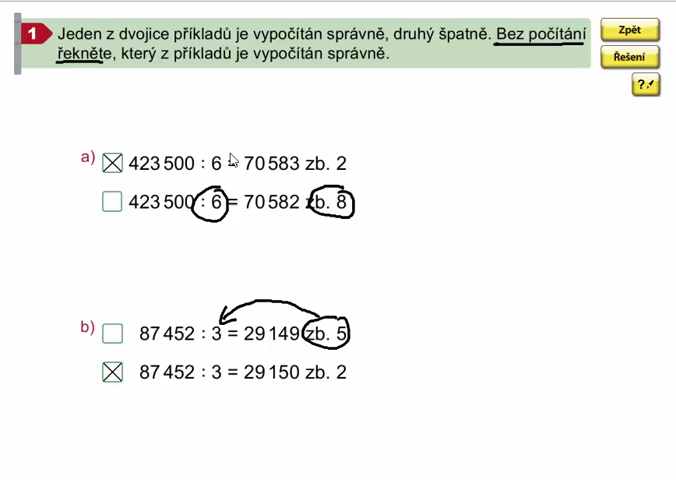 1 Jeden z dvojice příkladů je vypočítán správně, druhý špatně. Bez počítání
řekněte, který z příkladů je vypočítán správně.
Zpět
Řešení
?
a) 423 500 : 6 = 70 583 zb. 2
423 500 : 6 = 70 582 zb. 8
b) 87 452 : 3 = 29 149 zb. 5
87 452 : 3 = 29 150 zb. 2